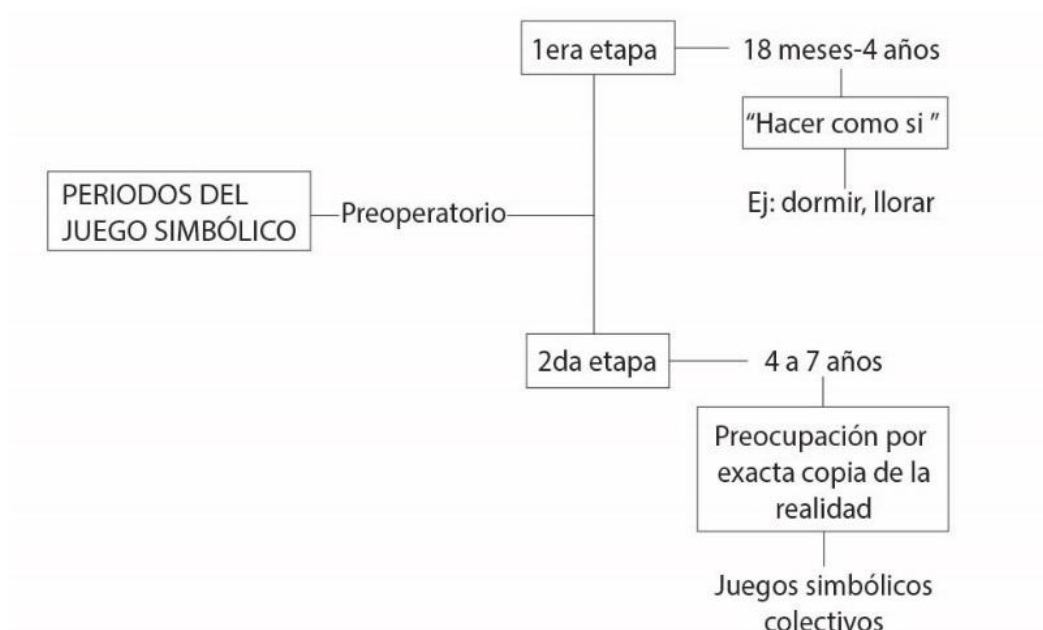 1era etapa
18 meses-4 años
“Hacer como si ”
Ej: dormir, llorar
PERIODOS DEL
JUEGO SIMBÓLICO
Preoperatorio
2da etapa
4 a 7 años
Preocupación por
exacta copia de la
realidad
Juegos simbólicos
colectivos